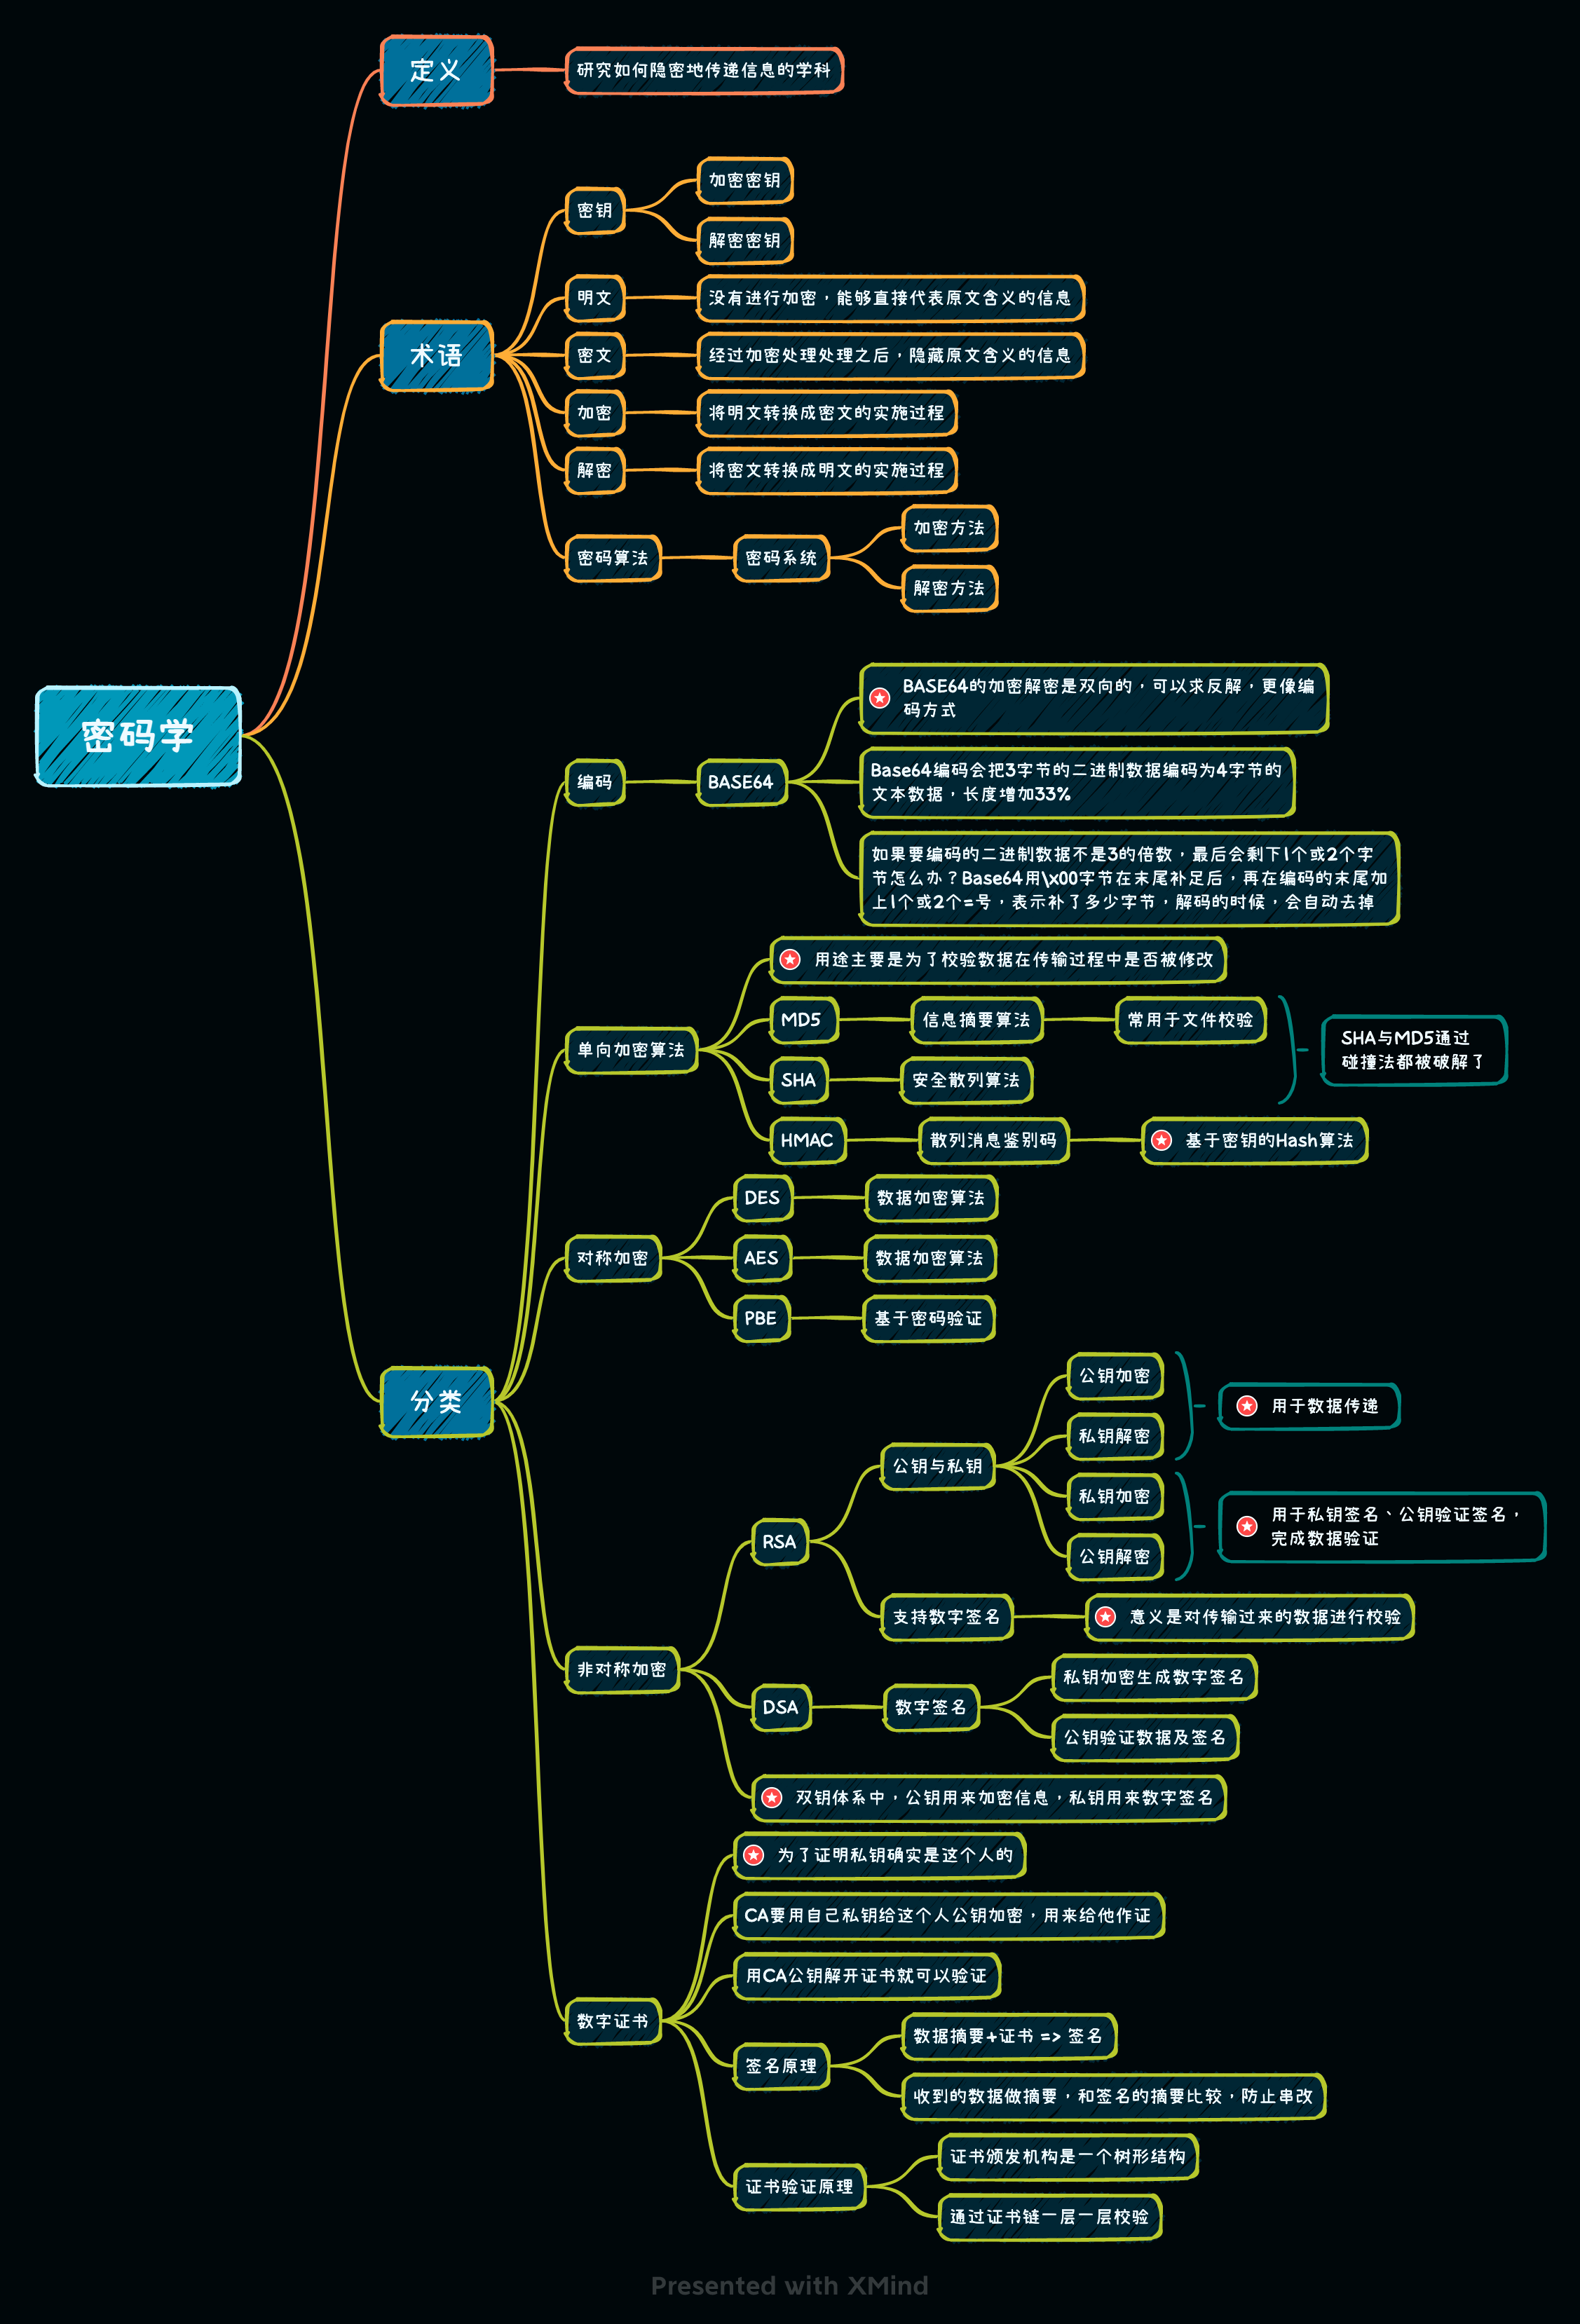 定义
研究如何隐密地传递信息的学科
加密密钥
密钥
解密密钥
明文
没有进行加密，能够直接代表原文含义的信息
术语
密文
经过加密处理处理之后，隐藏原文含义的信息
加密
将明文转换成密文的实施过程
解密
将密文转换成明文的实施过程
加密方法
密码算法
密码系统
解密方法
密码学
BASE64的加密解密是双向的，可以求反解，更像编
码方式
编码
BASE64
Base64编码会把3字节的二进制数据编码为4字节的
文本数据，长度增加33%
如果要编码的二进制数据不是3的倍数，最后会剩下1个或2个字
节怎么办？Base64用\x00字节在末尾补足后，再在编码的末尾加
上1个或2个=号，表示补了多少字节，解码的时候，会自动去掉
用途主要是为了校验数据在传输过程中是否被修改
MD5
信息摘要算法
常用于文件校验
单向加密算法
SHA与MD5通过
碰撞法都被破解了
SHA
安全散列算法
HMAC
散列消息鉴别码
基于密钥的Hash算法
DES
数据加密算法
对称加密
AES
数据加密算法
PBE
基于密码验证
分类
公钥加密
用于数据传递
私钥解密
公钥与私钥
私钥加密
用于私钥签名、公钥验证签名，
完成数据验证
公钥解密
RSA
支持数字签名
意义是对传输过来的数据进行校验
非对称加密
私钥加密生成数字签名
DSA
数字签名
公钥验证数据及签名
双钥体系中，公钥用来加密信息，私钥用来数字签名
为了证明私钥确实是这个人的
CA要用自己私钥给这个人公钥加密，用来给他作证
用CA公钥解开证书就可以验证
数字证书
数据摘要+证书 => 签名
签名原理
收到的数据做摘要，和签名的摘要比较，防止串改
证书颁发机构是一个树形结构
证书验证原理
通过证书链一层一层校验
Presented with XMind